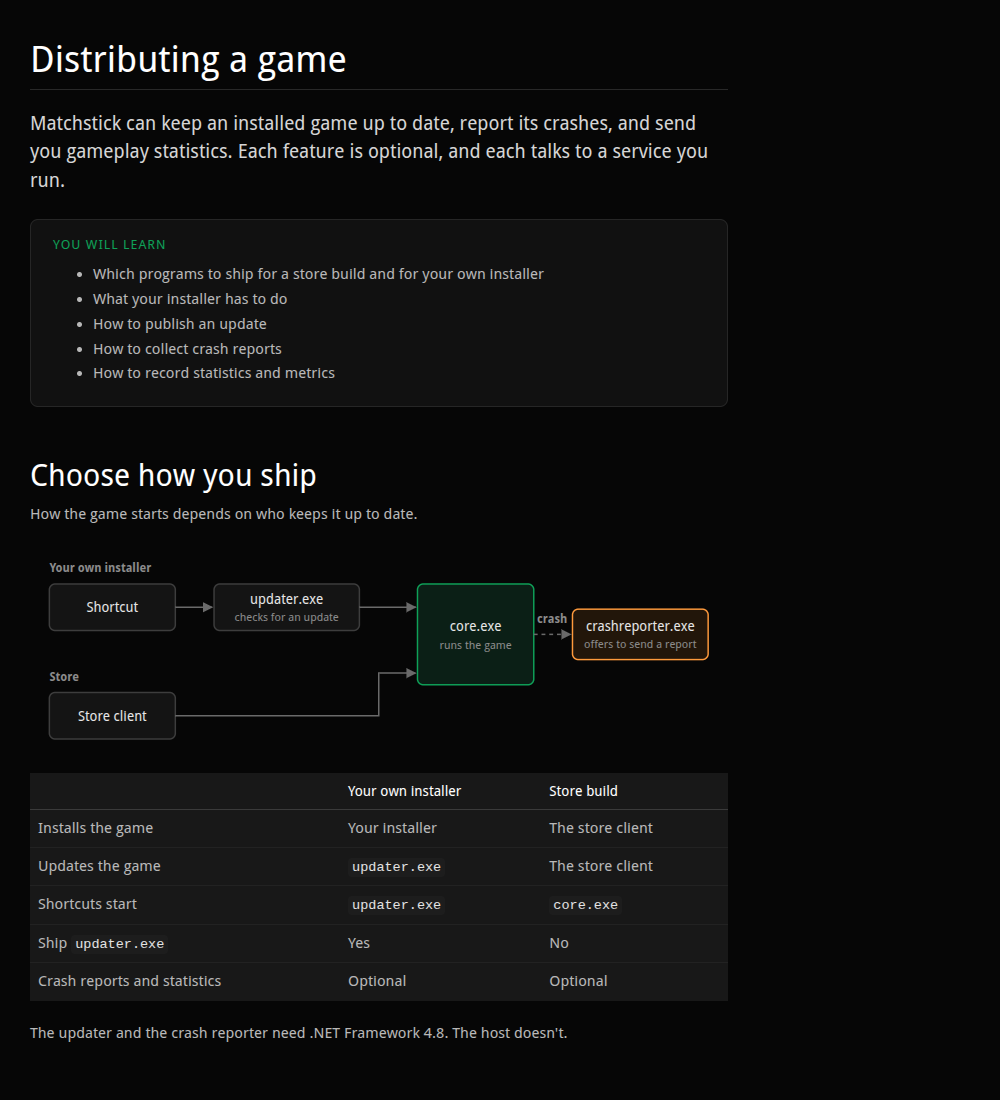 Distributing a game
Matchstick can keep an installed game up to date, report its crashes, and send
you gameplay statistics. Each feature is optional, and each talks to a service you
run.
YOU WILL LEARN
• Which programs to ship for a store build and for your own installer
• What your installer has to do
• How to publish an update
• How to collect crash reports
• How to record statistics and metrics
Choose how you ship
How the game starts depends on who keeps it up to date.
Your own installer
Shortcut
updater.exe
checks for an update
core.exe
runs the game
crash
crashreporter.exe
offers to send a report
Store
Store client
Your own installer Store build
Installs the game Your installer The store client
Updates the game updater.exe The store client
Shortcuts start updater.exe core.exe
Ship updater.exe Yes No
Crash reports and statistics Optional Optional
The updater and the crash reporter need .NET Framework 4.8. The host doesn't.